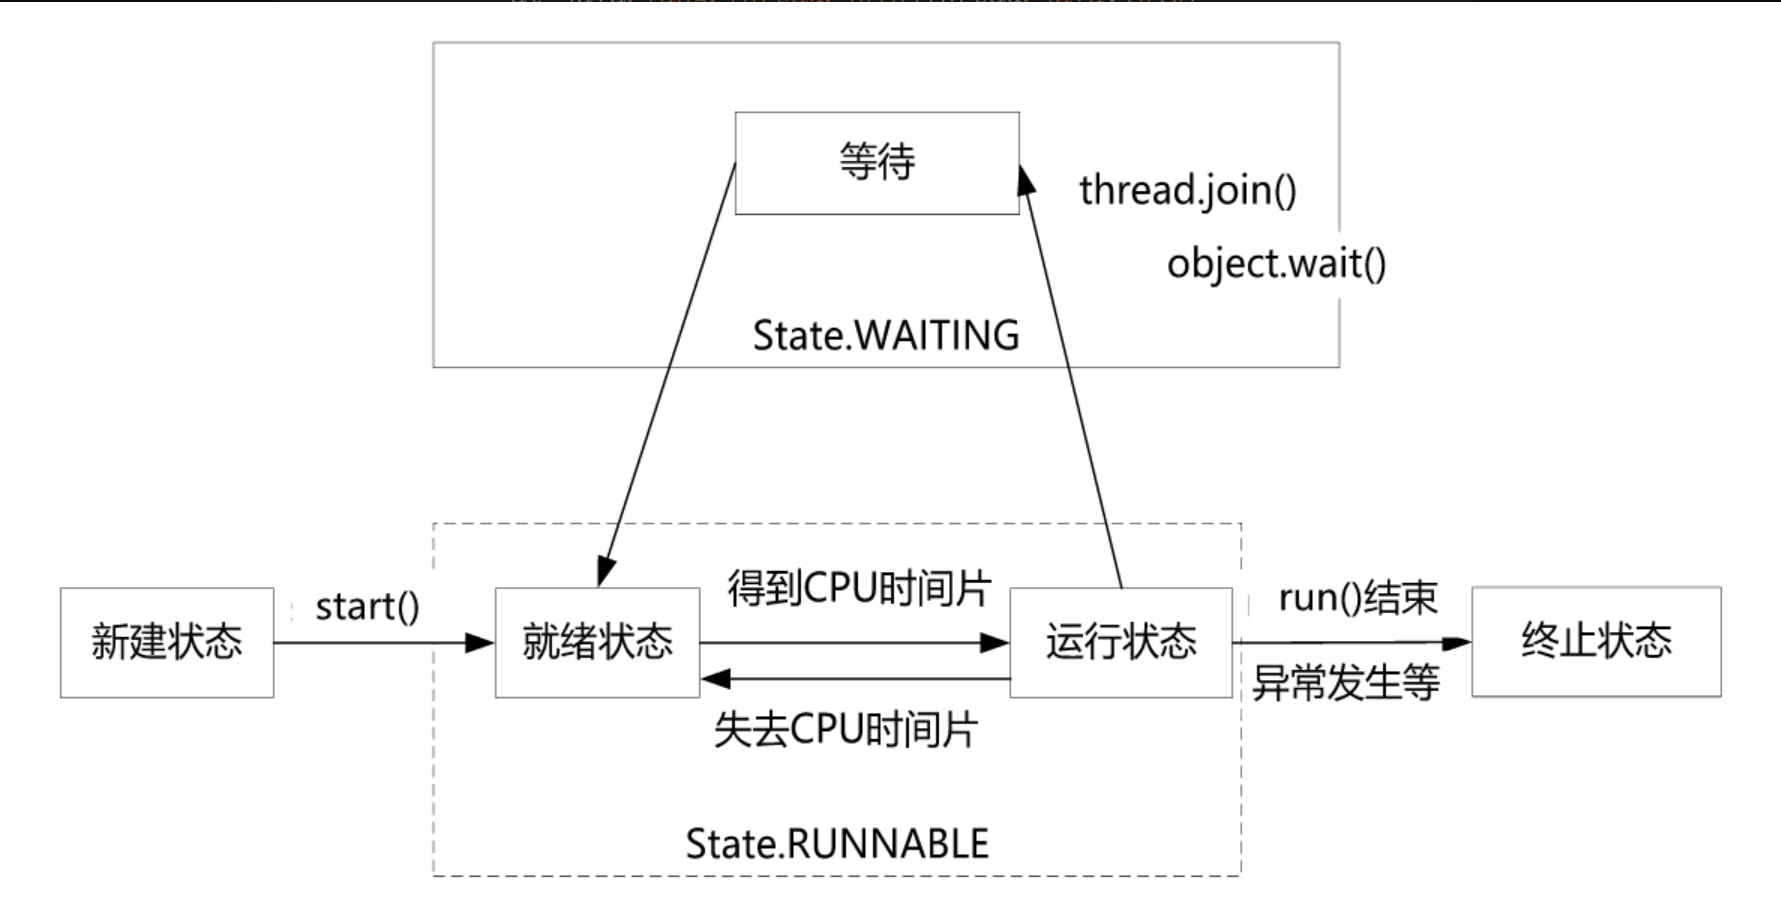 等待
thread.join()
object.wait()
State.WAITING
得到CPU时间片
start()
run()结束
新建状态
就绪状态
运行状态
终止状态
异常发生等
失去CPU时间片
State.RUNNABLE